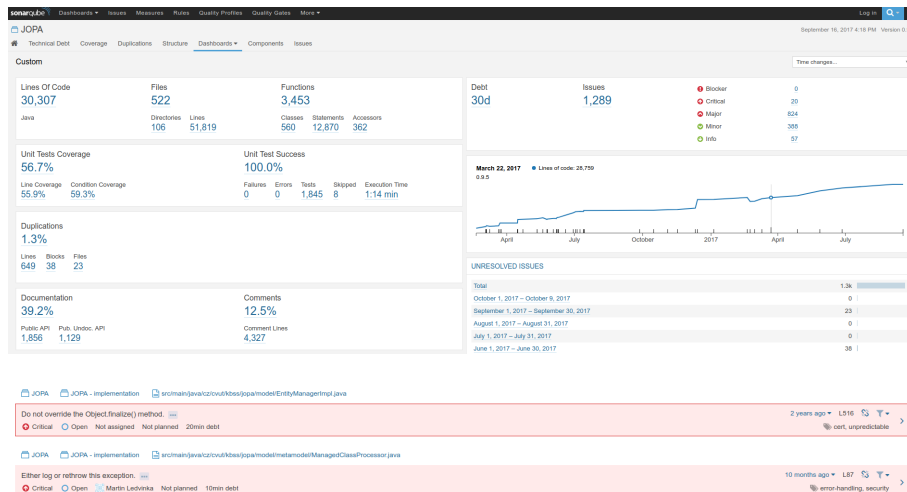 sonarqube Dashboards Issues Measures Rules Quality Profiles Quality Gates More Log in
JOPA
September 16, 2017 4:18 PM Version 0.
Technical Debt Coverage Duplications Structure Dashboards Components Issues
Custom
Time changes...
Lines Of Code Files Functions
30,307 522 3,453
Java Directories Lines Classes Statements Accessors
106 51,819 560 12,870 362
Debt Issues
30d 1,289
Blocker 0
Critical 20
Major 824
Minor 388
Info 57
Unit Tests Coverage Unit Test Success
56.7% 100.0%
Line Coverage Condition Coverage Failures Errors Tests Skipped Execution Time
55.9% 59.3% 0 0 1,845 8 1:14 min
March 22, 2017 Lines of code: 28,759
0.9.5
April July October 2017 April July
Duplications
1.3%
Lines Blocks Files
649 38 23
UNRESOLVED ISSUES
Total 1.3k
October 1, 2017 – October 9, 2017 0
September 1, 2017 – September 30, 2017 23
August 1, 2017 – August 31, 2017 0
July 1, 2017 – July 31, 2017 0
June 1, 2017 – June 30, 2017 38
Documentation Comments
39.2% 12.5%
Public API Pub. Undoc. API Comment Lines
1,856 1,129 4,327
JOPA JOPA - implementation src/main/java/cz/cvut/kbss/jopa/model/EntityManagerImpl.java
Do not override the Object.finalize() method. 2 years ago L516
Critical Open Not assigned Not planned 20min debt cert, unpredictable
JOPA JOPA - implementation src/main/java/cz/cvut/kbss/jopa/model/metamodel/ManagedClassProcessor.java
Either log or rethrow this exception. 10 months ago L87
Critical Open Martin Ledvinka Not planned 10min debt error-handling, security